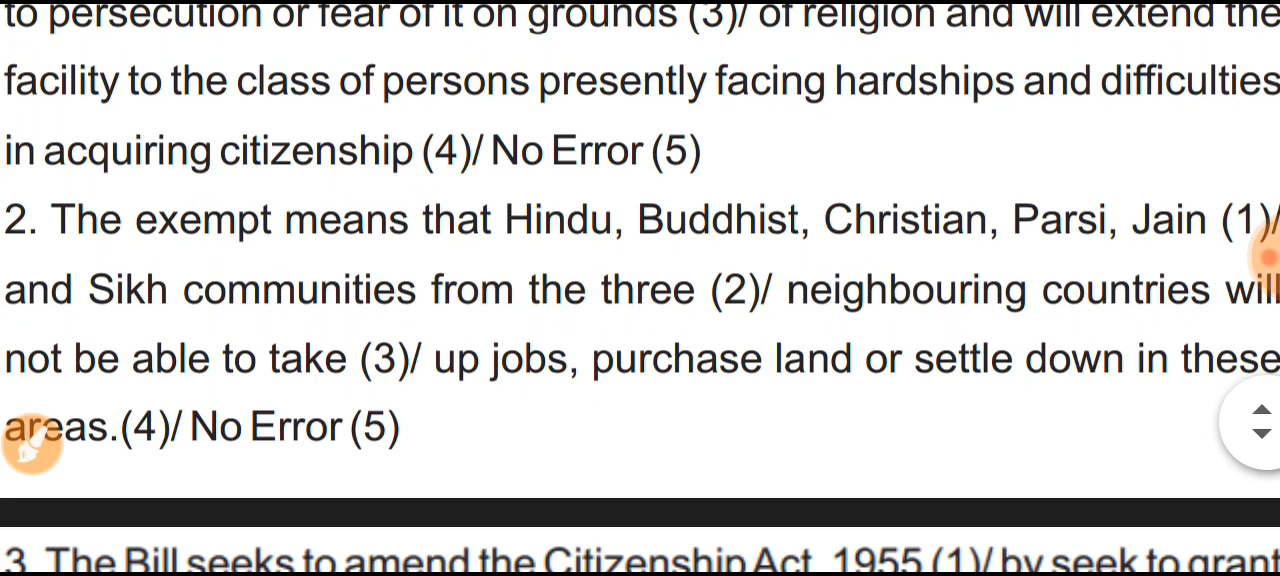 to persecution or fear of it on grounds (3)/ of religion and will extend the
facility to the class of persons presently facing hardships and difficulties
in acquiring citizenship (4)/ No Error (5)
2. The exempt means that Hindu, Buddhist, Christian, Parsi, Jain (1)/
and Sikh communities from the three (2)/ neighbouring countries will
not be able to take (3)/ up jobs, purchase land or settle down in these
areas.(4)/ No Error (5)
3. The Bill seeks to amend the Citizenship Act, 1955 (1)/ by seek to grant